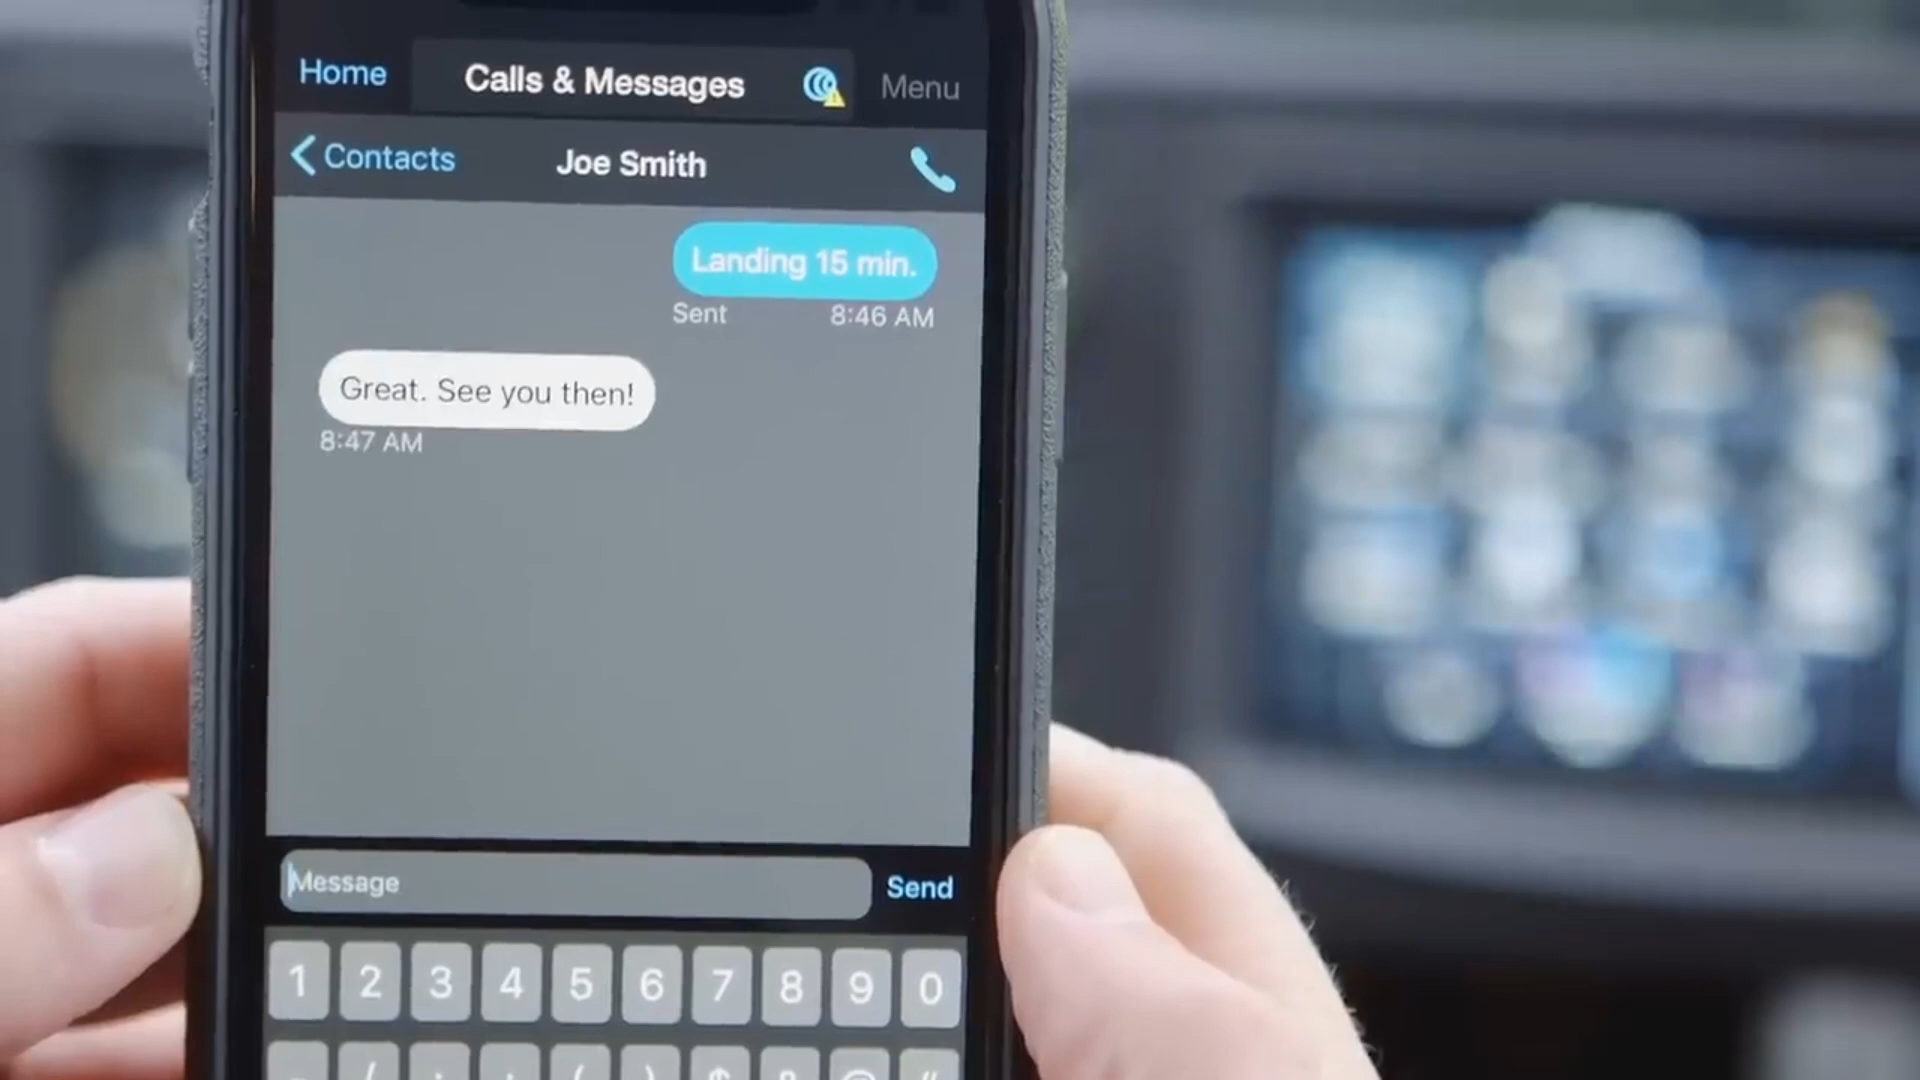 Home Calls & Messages Menu
Contacts Joe Smith
Landing 15 min.
Sent 8:46 AM
Great. See you then!
8:47 AM
Message Send
1 2 3 4 5 6 7 8 9 0